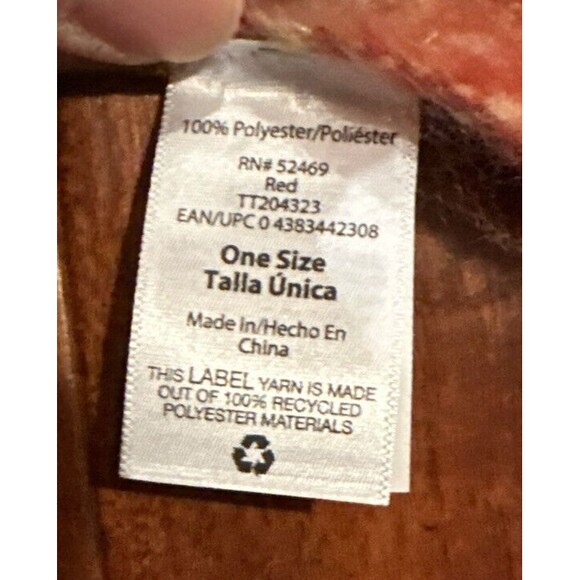 100% Polyester/Poliéster
RN# 52469
Red
TT204323
EAN/UPC 0 4383442308
One Size
Talla Única
Made in/Hecho En
China
THIS LABEL YARN IS MADE
OUT OF 100% RECYCLED
POLYESTER MATERIALS